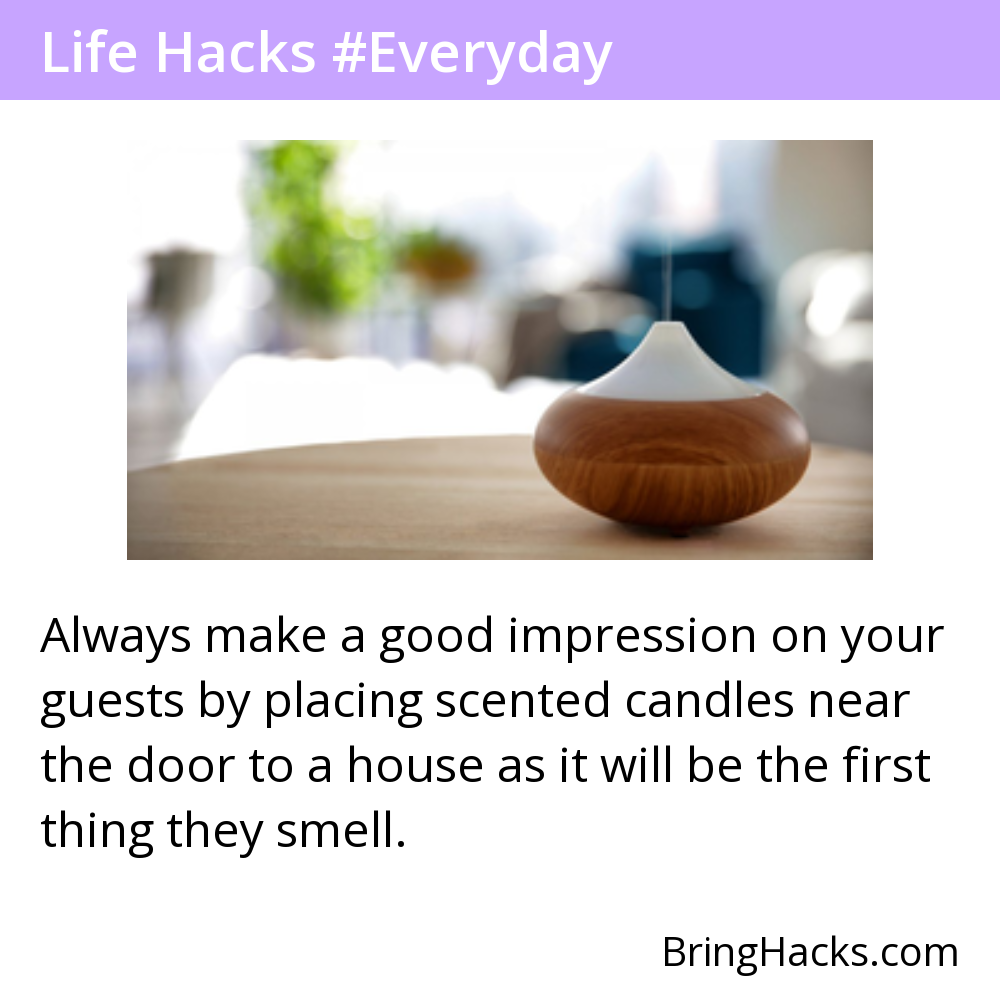 Life Hacks #Everyday
Always make a good impression on your
guests by placing scented candles near
the door to a house as it will be the first
thing they smell.
BringHacks.com